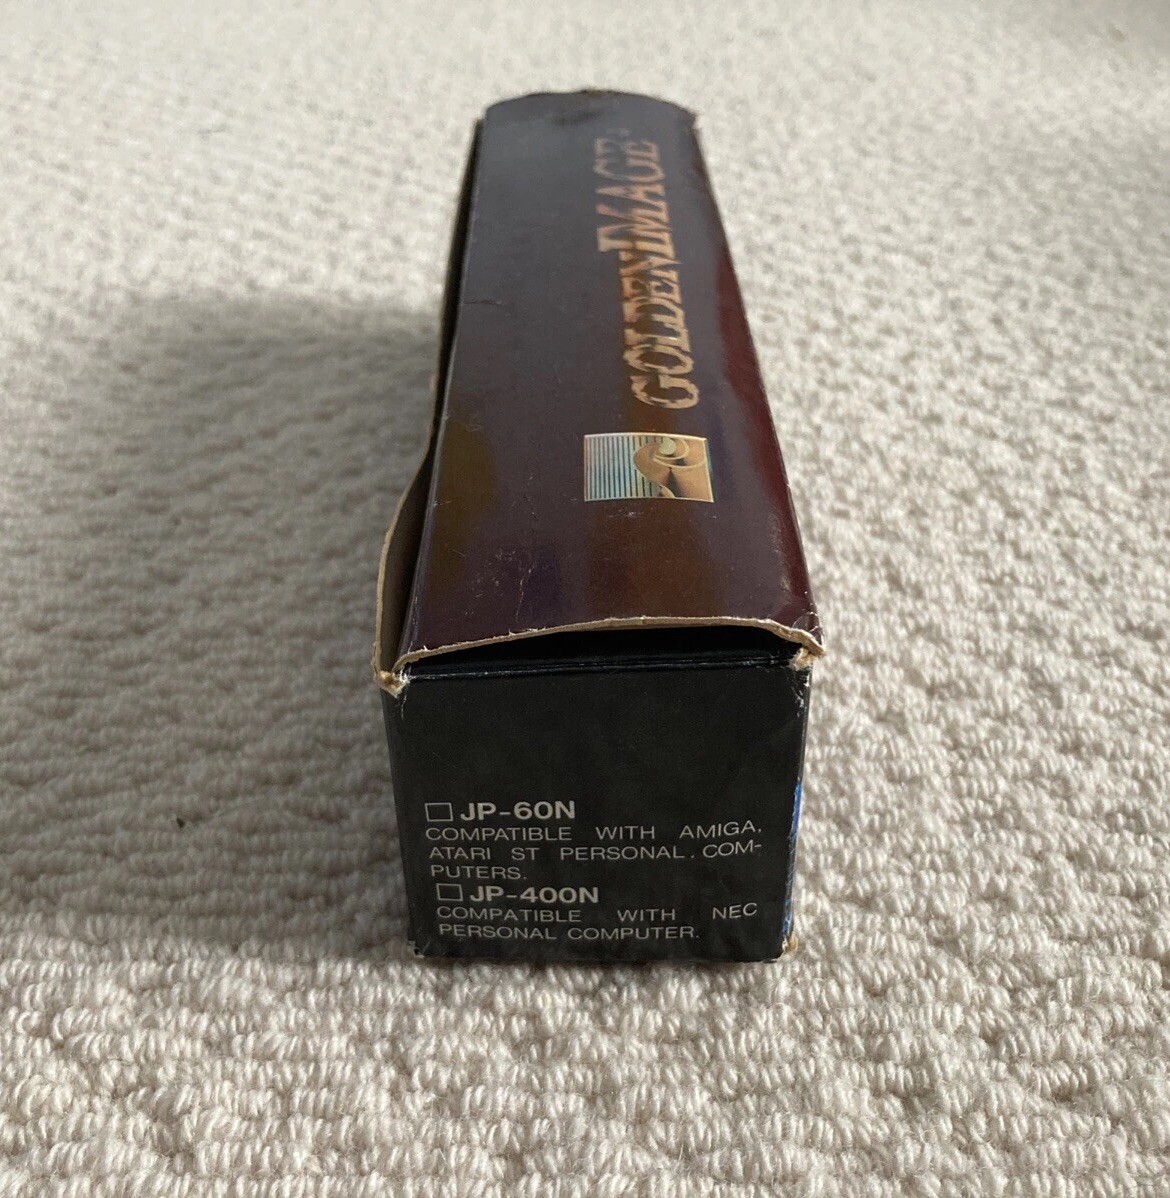 GOLDENIMAGE
☐ JP-60N
COMPATIBLE WITH AMIGA,
ATARI ST PERSONAL. COM-
PUTERS.
☐ JP-400N
COMPATIBLE WITH NEC
PERSONAL COMPUTER.